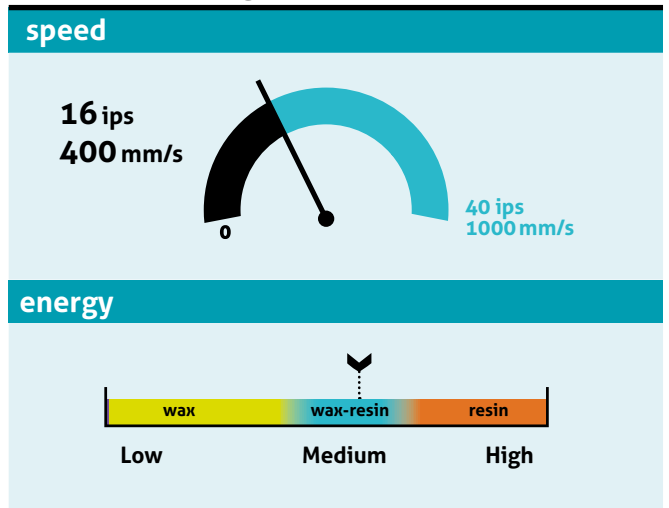 speed
16 ips
400 mm/s
0
40 ips
1000 mm/s
energy
wax wax-resin resin
Low Medium High